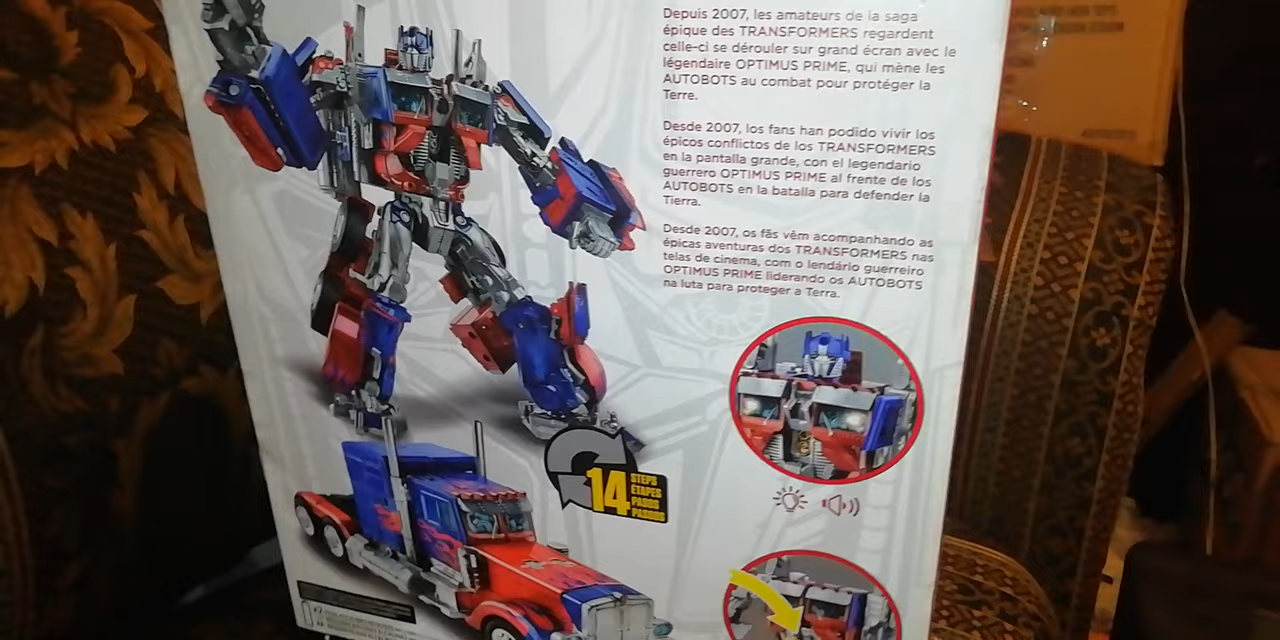 Depuis 2007, les amateurs de la saga
épique des TRANSFORMERS regardent
celle-ci se dérouler sur grand écran avec le
légendaire OPTIMUS PRIME, qui mène les
AUTOBOTS au combat pour protéger la
Terre.
Desde 2007, los fans han podido vivir los
épicos conflictos de los TRANSFORMERS
en la pantalla grande, con el legendario
guerrero OPTIMUS PRIME al frente de los
AUTOBOTS en la batalla para defender la
Tierra.
Desde 2007, os fãs vêm acompanhando as
épicas aventuras dos TRANSFORMERS nas
telas de cinema, com o lendário guerreiro
OPTIMUS PRIME liderando os AUTOBOTS
na luta para proteger a Terra.
14
STEPS
ÉTAPES
PASOS
PASSOS